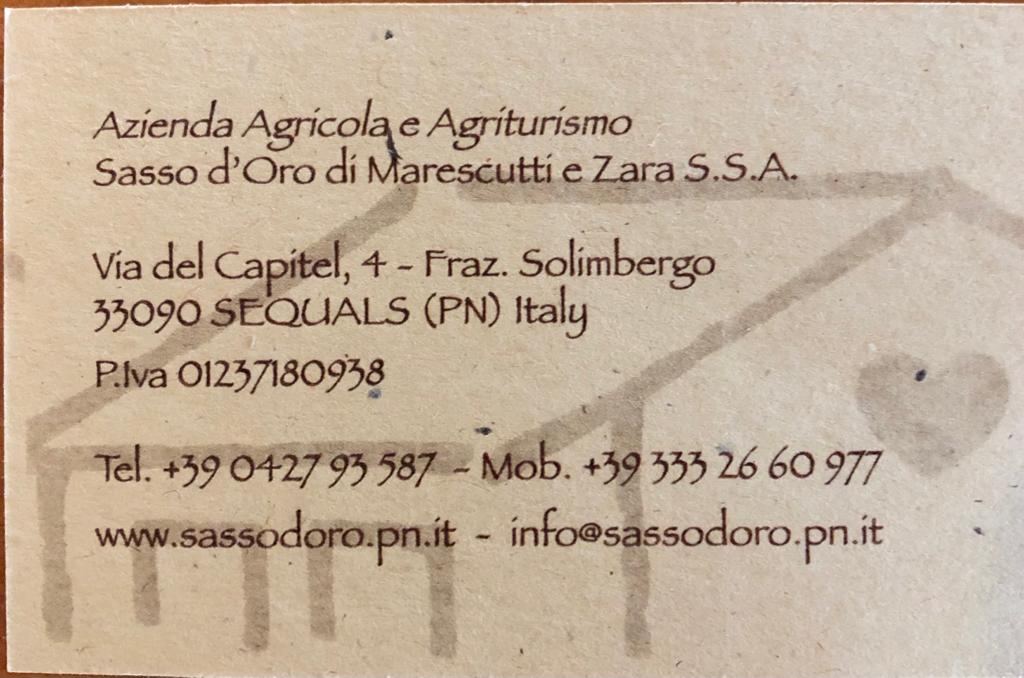 Azienda Agricola e Agriturismo
Sasso d'Oro di Marescutti e Zara S.S.A.
Via del Capitel, 4 - Fraz. Solimbergo
33090 SEQUALS (PN) Italy
P.Iva 01237180938
Tel. +39 0427 93 587 - Mob. +39 333 26 60 977
www.sassodoro.pn.it - info@sassodoro.pn.it